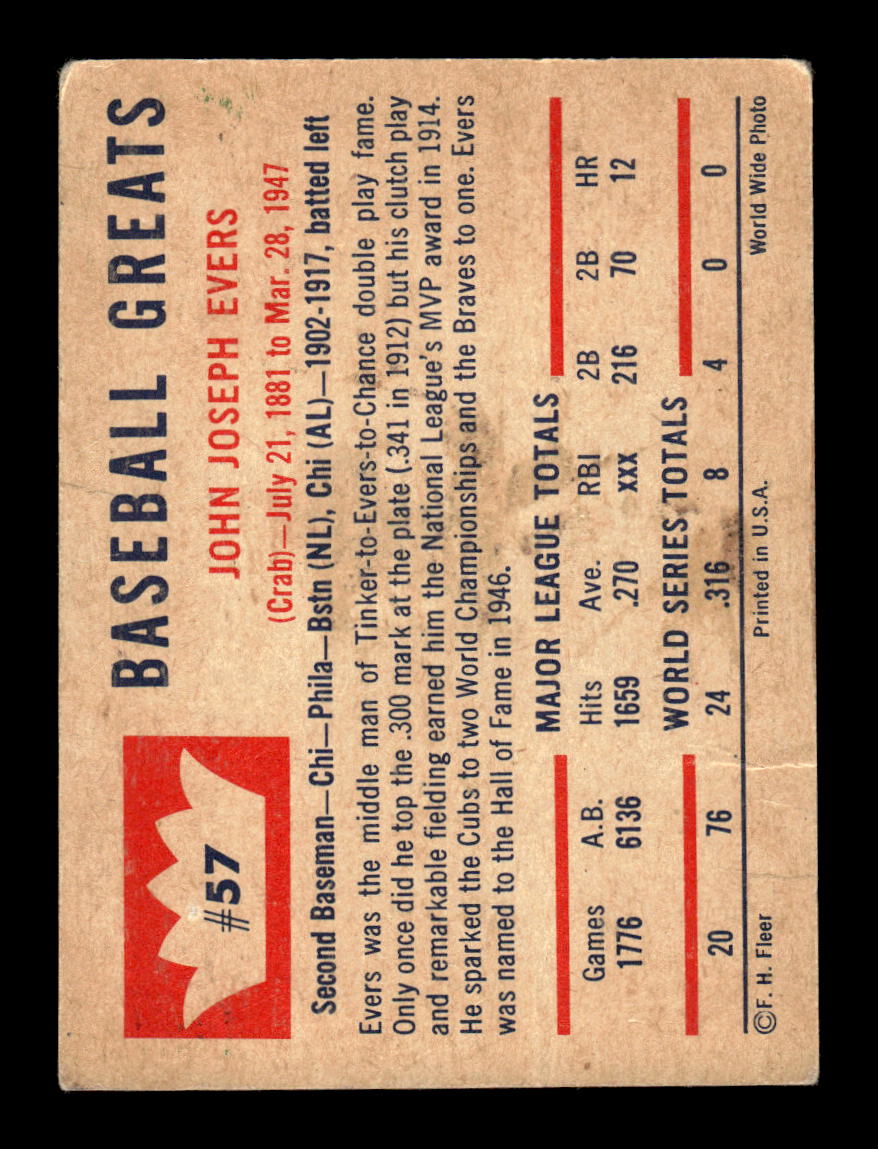 #57
BASEBALL GREATS
JOHN JOSEPH EVERS
(Crab)—July 21, 1881 to Mar. 28, 1947
Second Baseman—Chi—Phila—Bstn (NL), Chi (AL)—1902-1917, batted left
Evers was the middle man of Tinker-to-Evers-to-Chance double play fame.
Only once did he top the .300 mark at the plate (.341 in 1912) but his clutch play
and remarkable fielding earned him the National League's MVP award in 1914.
He sparked the Cubs to two World Championships and the Braves to one. Evers
was named to the Hall of Fame in 1946.
MAJOR LEAGUE TOTALS
Games A.B. Hits Ave. RBI 2B 2B HR
1776 6136 1659 .270 xxx 216 70 12
WORLD SERIES TOTALS
20 76 24 .316 8 4 0 0
©F. H. Fleer Printed in U.S.A. World Wide Photo